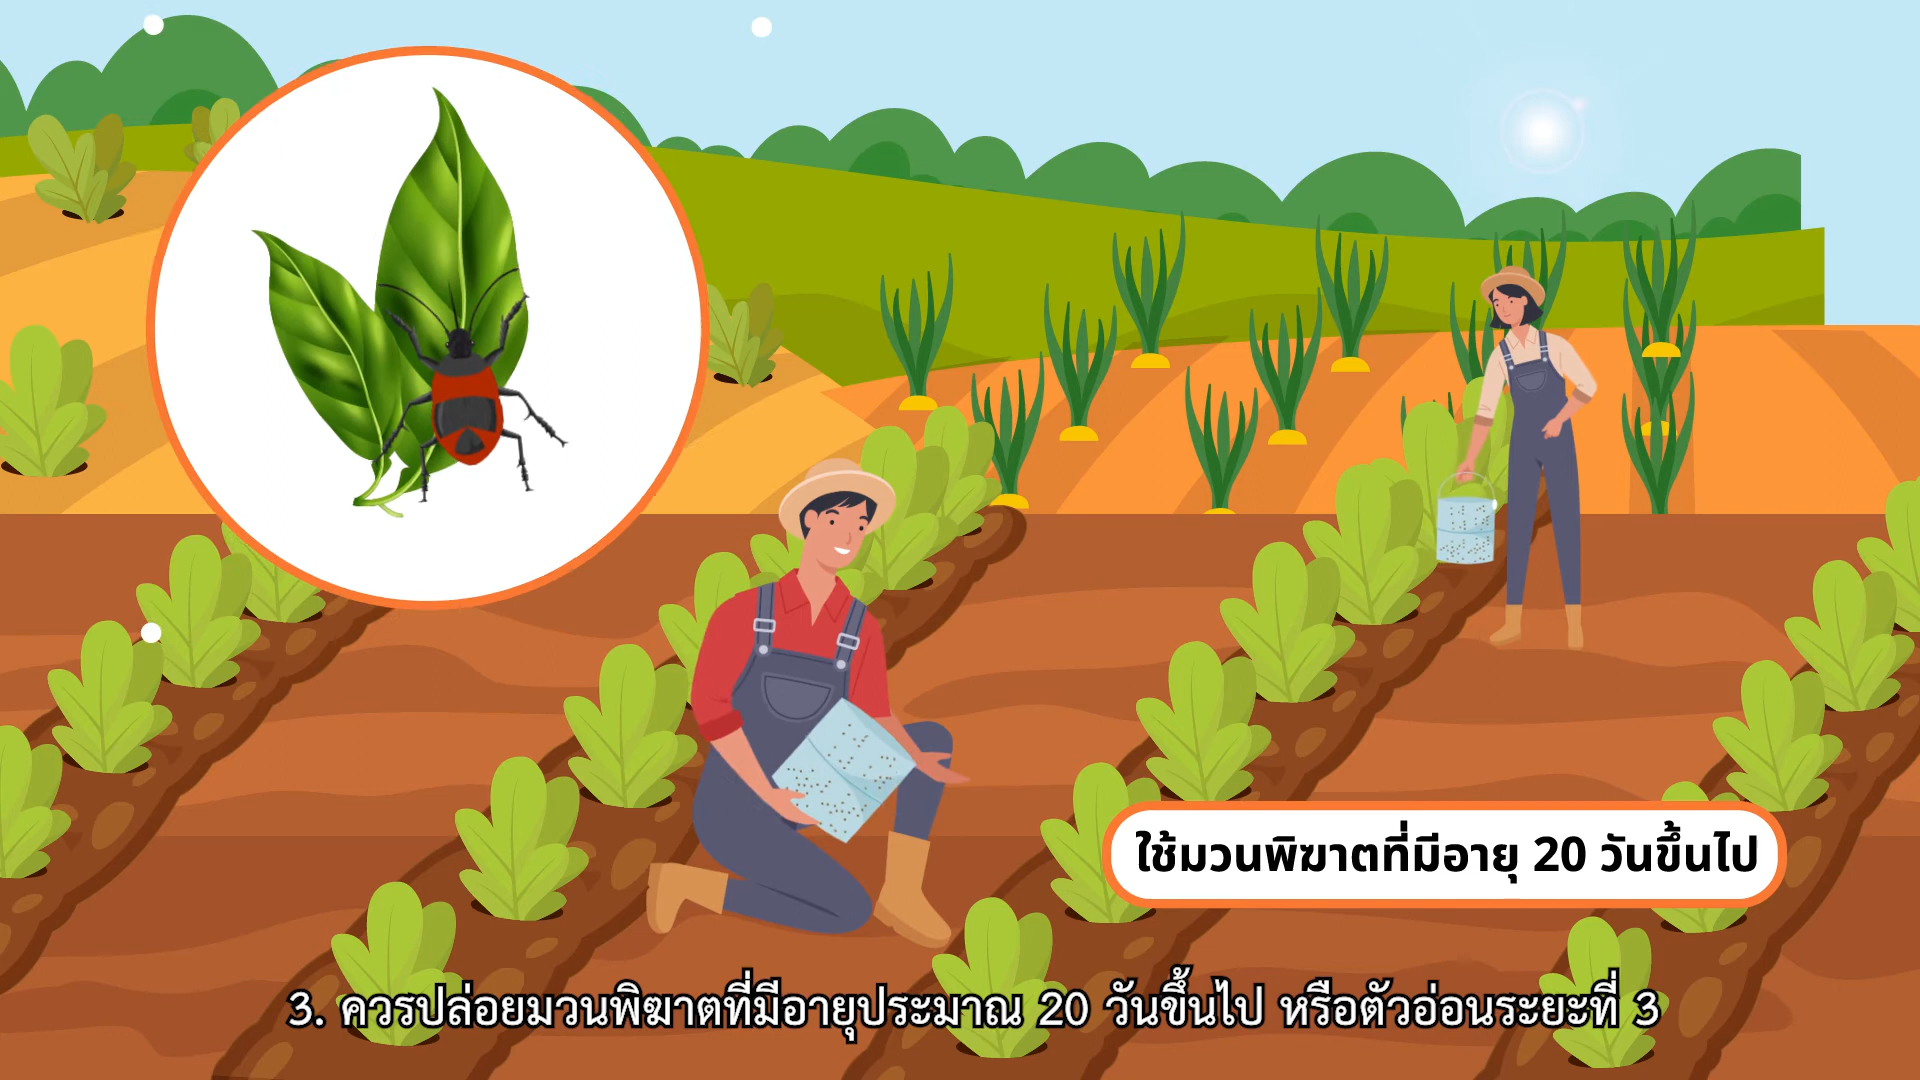 ใช้มวนพิฆาตที่มีอายุ 20 วันขึ้นไป
3. ควรปล่อยมวนพิฆาตที่มีอายุประมาณ 20 วันขึ้นไป หรือตัวอ่อนระยะที่ 3